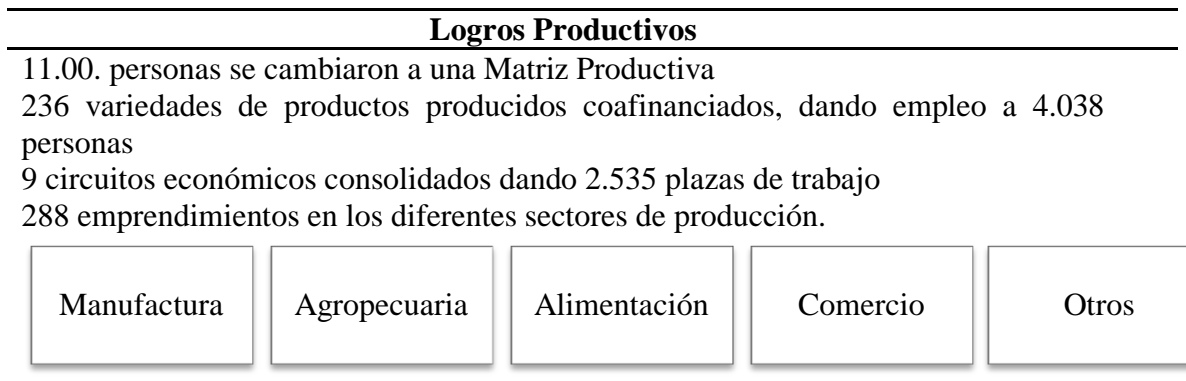 Logros Productivos
11.00. personas se cambiaron a una Matriz Productiva
236 variedades de productos producidos coafinanciados, dando empleo a 4.038
personas
9 circuitos económicos consolidados dando 2.535 plazas de trabajo
288 emprendimientos en los diferentes sectores de producción.
Manufactura Agropecuaria Alimentación Comercio Otros